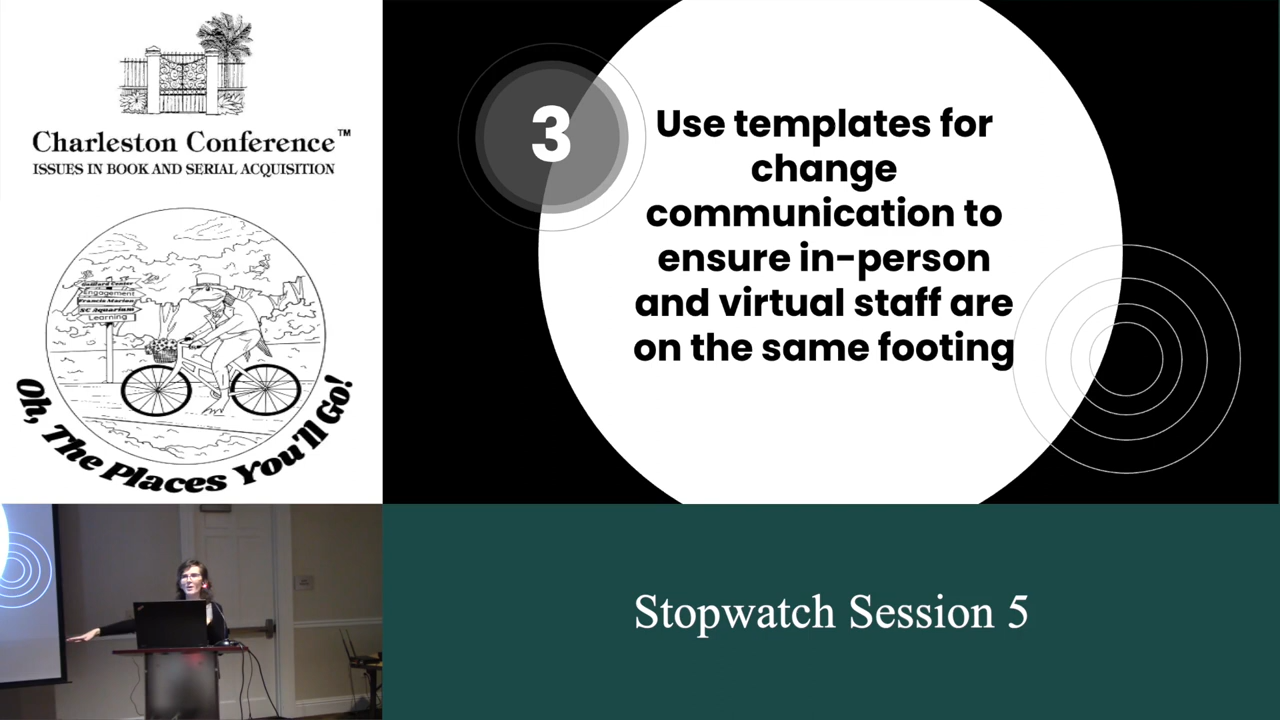 Charleston Conference™
ISSUES IN BOOK AND SERIAL ACQUISITION
Gaillard Center
Engagement
Francis Marion
SC Aquarium
Learning
Oh, The Places You'll Go!
3
Use templates for
change
communication to
ensure in-person
and virtual staff are
on the same footing
Stopwatch Session 5